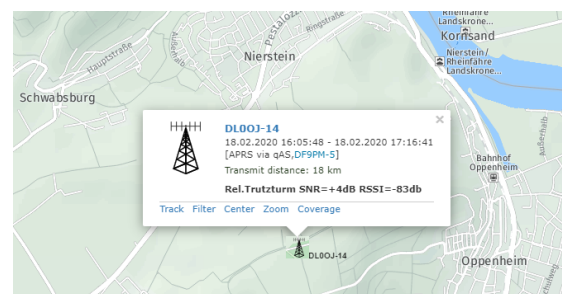 Rheinfähre
Landskrone...
Kornsand
Pestalozz
Ringstraße
Außerhalb
Hauptstraße
Nierstein
Nierstein/
Rheinfähre
Landskrone...
Schwabsburg
DL0OJ-14
18.02.2020 16:05:48 - 18.02.2020 17:16:41
[APRS via qAS,DF9PM-5]
Transmit distance: 18 km
Rel.Trutzturm SNR=+4dB RSSI=-83db
Track Filter Center Zoom Coverage
×
Außerhalb
Bahnhof
Oppenheim
DL0OJ-14
Oppenheim